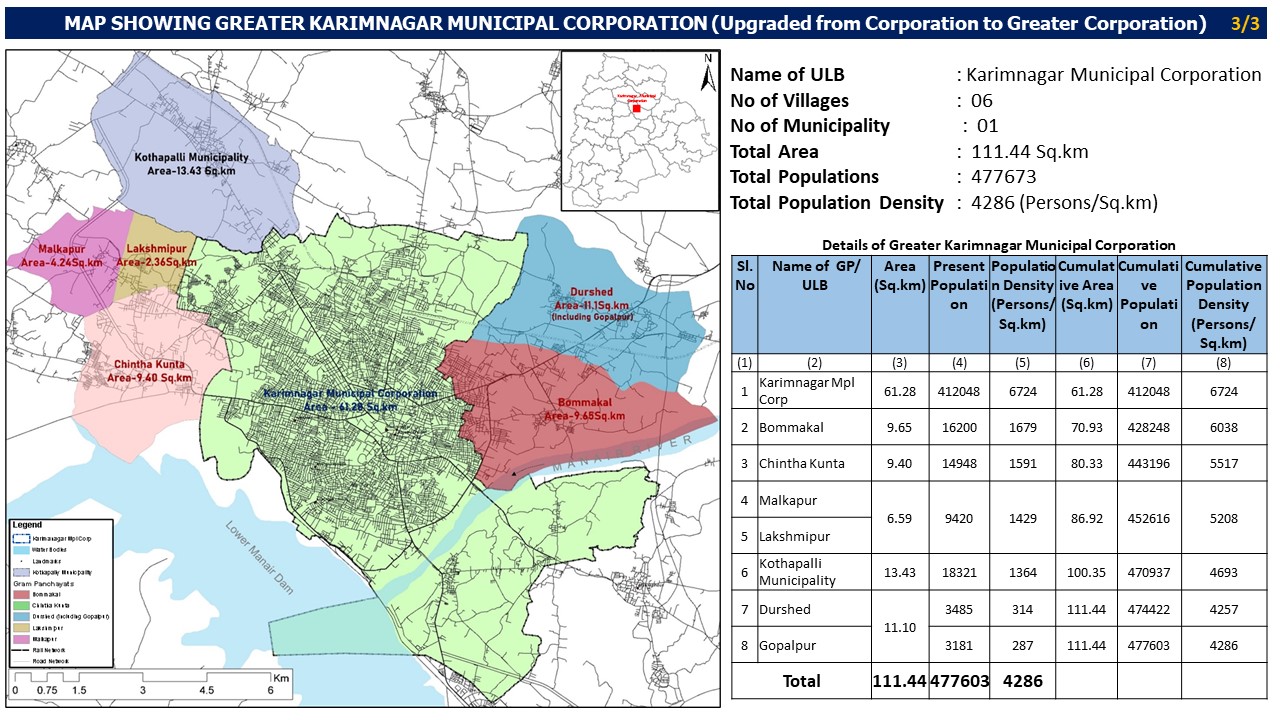 MAP SHOWING GREATER KARIMNAGAR MUNICIPAL CORPORATION (Upgraded from Corporation to Greater Corporation) 3/3
Kothapalli Municipality
Area-13.43 Sq.km
Malkapur
Area-4.24Sq.km
Lakshmipur
Area-2.36Sq.km
Durshed
Area-11.1Sq.km
(Including Gopalpur)
Chintha Kunta
Area-9.40 Sq.km
Karimnagar Municipal Corporation
Area - 61.28 Sq.km
Bommakal
Area-9.65Sq.km
MANAIR RIVER
Lower Manair Dam
N
Legend
Karimnagar Mpl Corp
Water Bodies
Landmarks
Kothapally Municipality
Gram Panchayats
Bommakal
Chintha Kunta
Durshed (Including Gopalpur)
Lakshmipur
Malkapur
Rail Network
Road Network
Km
0 0.75 1.5 3 4.5 6
Name of ULB : Karimnagar Municipal Corporation
No of Villages : 06
No of Municipality : 01
Total Area : 111.44 Sq.km
Total Populations : 477673
Total Population Density : 4286 (Persons/Sq.km)
Details of Greater Karimnagar Municipal Corporation
Sl. No Name of GP/ ULB Area (Sq.km) Present Population Population Density (Persons/ Sq.km) Cumulative Area (Sq.km) Cumulative Population Cumulative Population Density (Persons/ Sq.km)
(1) (2) (3) (4) (5) (6) (7) (8)
1 Karimnagar Mpl Corp 61.28 412048 6724 61.28 412048 6724
2 Bommakal 9.65 16200 1679 70.93 428248 6038
3 Chintha Kunta 9.40 14948 1591 80.33 443196 5517
4 Malkapur 6.59 9420 1429 86.92 452616 5208
5 Lakshmipur
6 Kothapalli Municipality 13.43 18321 1364 100.35 470937 4693
7 Durshed 11.10 3485 314 111.44 474422 4257
8 Gopalpur 3181 287 111.44 477603 4286
Total 111.44 477603 4286